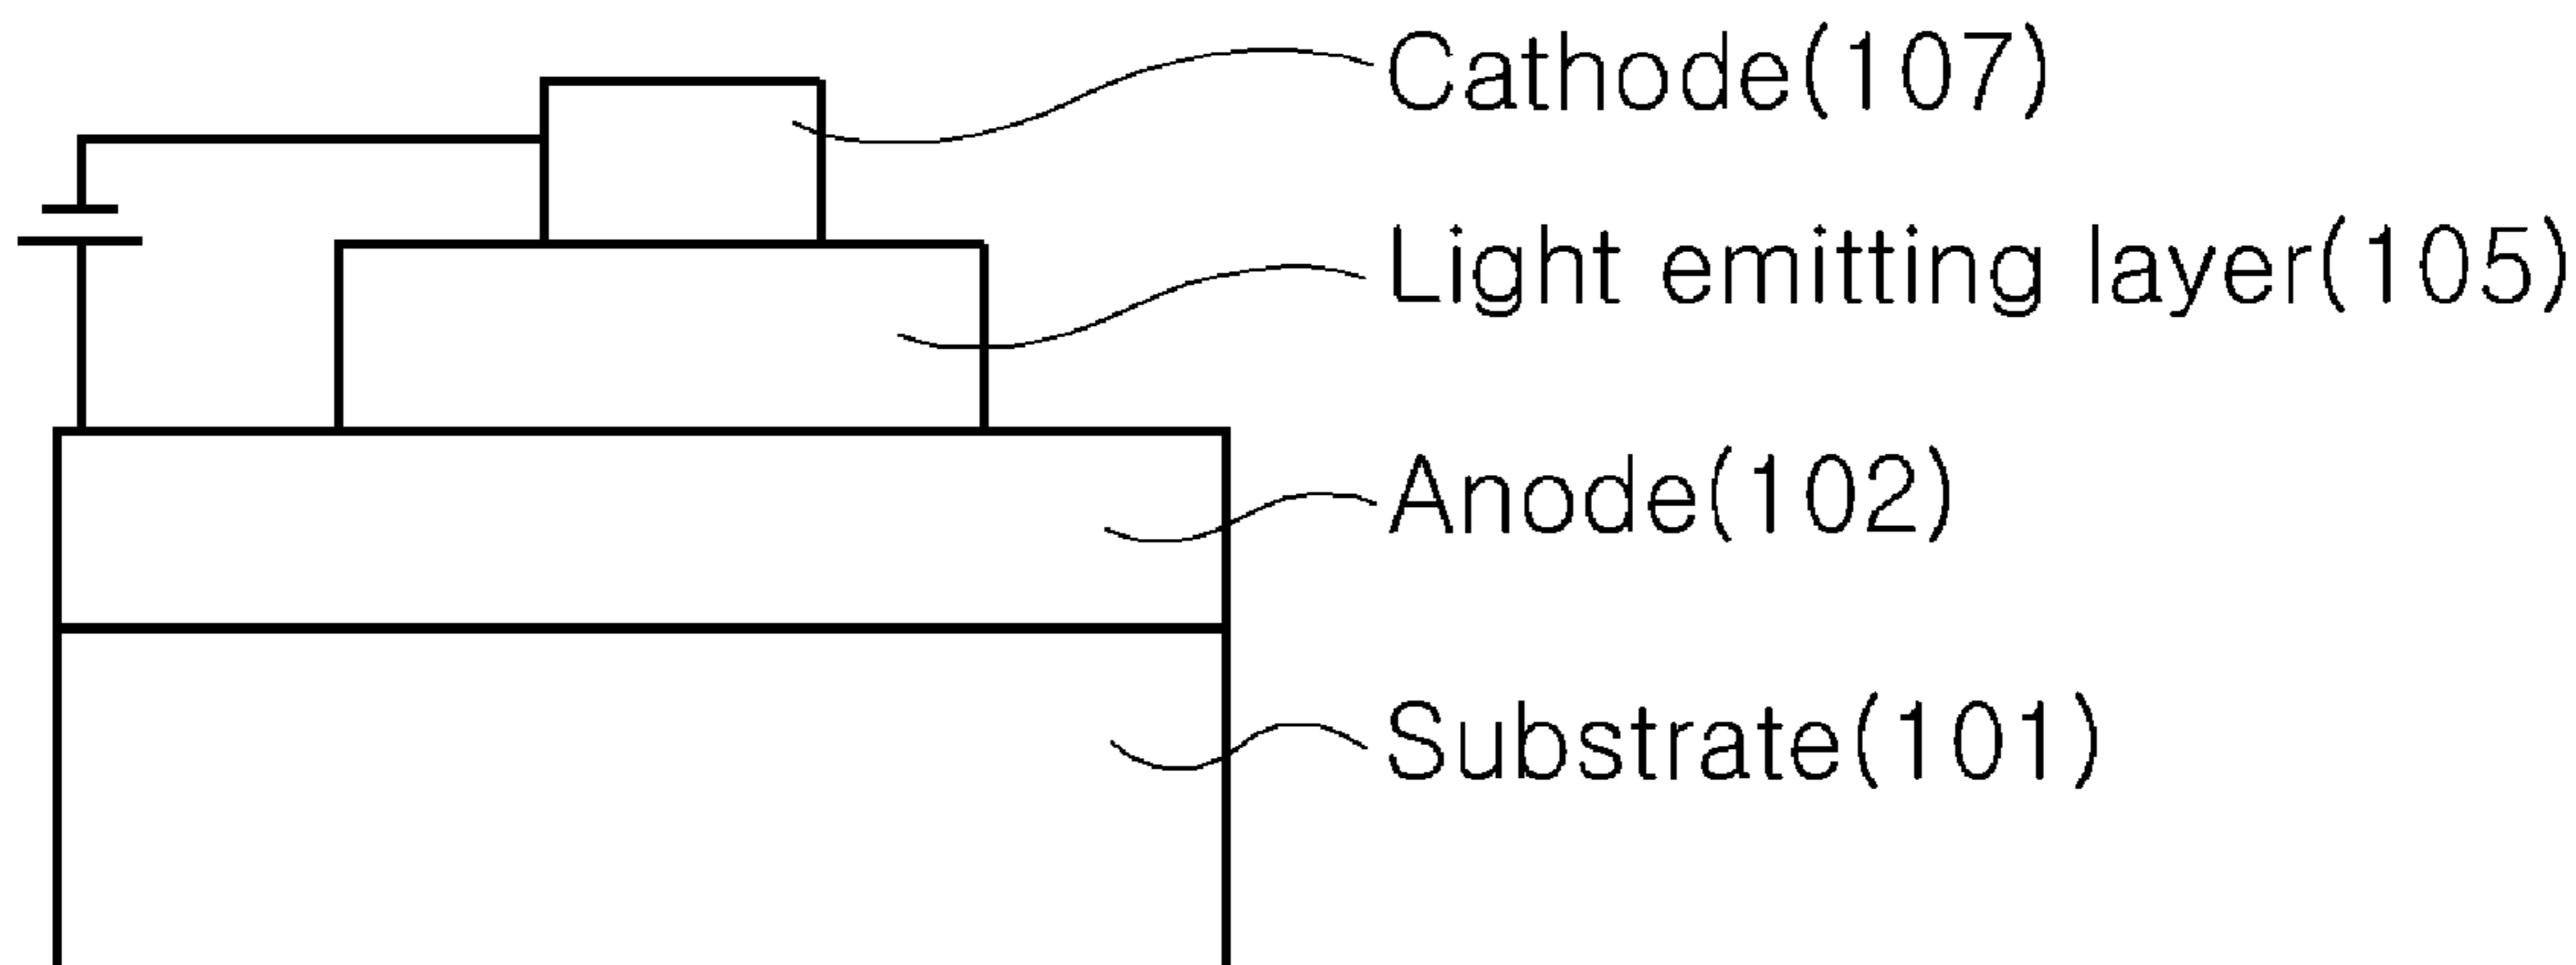 Cathode(107)
Light emitting layer(105)
Anode(102)
Substrate(101)